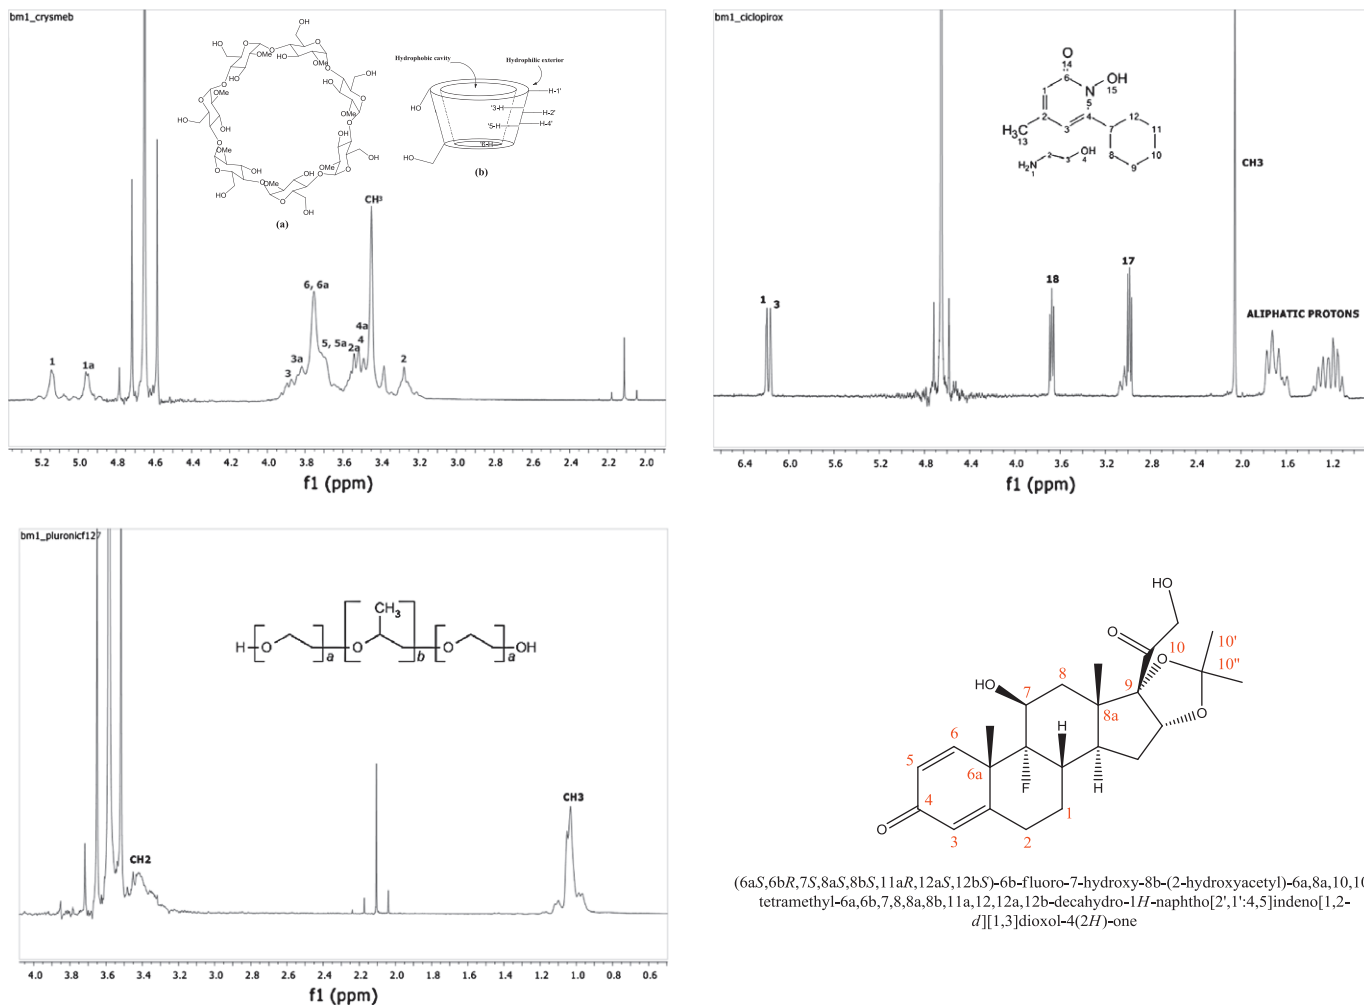 bm1_crysmeb
(a)
Hydrophobic cavity
Hydrophilic exterior
H-1'
'3-H
H-2'
'5-H
H-4'
'6-H
HO
HO
(b)
HO
OH
OMe
CH³
6, 6a
5, 5a
4a
4
2a
2
3a
3
1
1a
5.2 5.0 4.8 4.6 4.4 4.2 4.0 3.8 3.6 3.4 3.2 3.0 2.8 2.6 2.4 2.2 2.0
f1 (ppm)
bm1_ciclopirox
O
14
6
1
N
5
OH
15
2
3
4
H₃C
13
7
12
11
8
10
9
H₂N
1
2
3
OH
4
CH3
1
3
18
17
ALIPHATIC PROTONS
6.4 6.0 5.6 5.2 4.8 4.4 4.0 3.6 3.2 2.8 2.4 2.0 1.6 1.2
f1 (ppm)
bm1_pluronicf127
CH₃
H
O
a
O
b
O
a
OH
CH2
CH3
4.0 3.8 3.6 3.4 3.2 3.0 2.8 2.6 2.4 2.2 2.0 1.8 1.6 1.4 1.2 1.0 0.8 0.6
f1 (ppm)
HO
O
10
10'
10"
O
O
HO
7
8
9
8a
H
6
5
6a
F
H
4
O
3
2
1
(6aS,6bR,7S,8aS,8bS,11aR,12aS,12bS)-6b-fluoro-7-hydroxy-8b-(2-hydroxyacetyl)-6a,8a,10,10
tetramethyl-6a,6b,7,8,8a,8b,11a,12,12a,12b-decahydro-1H-naphtho[2',1':4,5]indeno[1,2-
d][1,3]dioxol-4(2H)-one